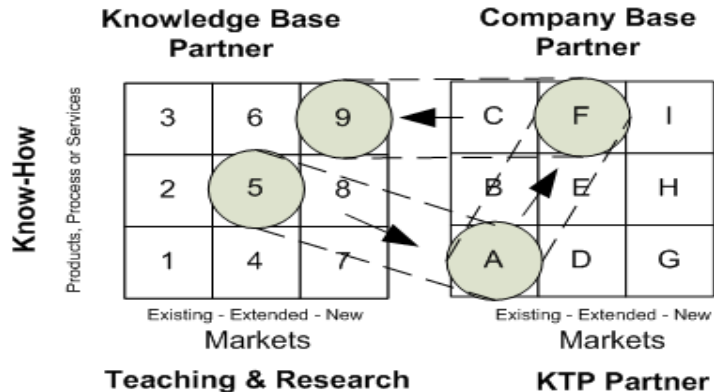 Knowledge Base
Partner
Company Base
Partner
Know-How
Products, Process or Services
3 6 9
2 5 8
1 4 7
C F I
B E H
A D G
Existing - Extended - New
Markets
Teaching & Research
Existing - Extended - New
Markets
KTP Partner